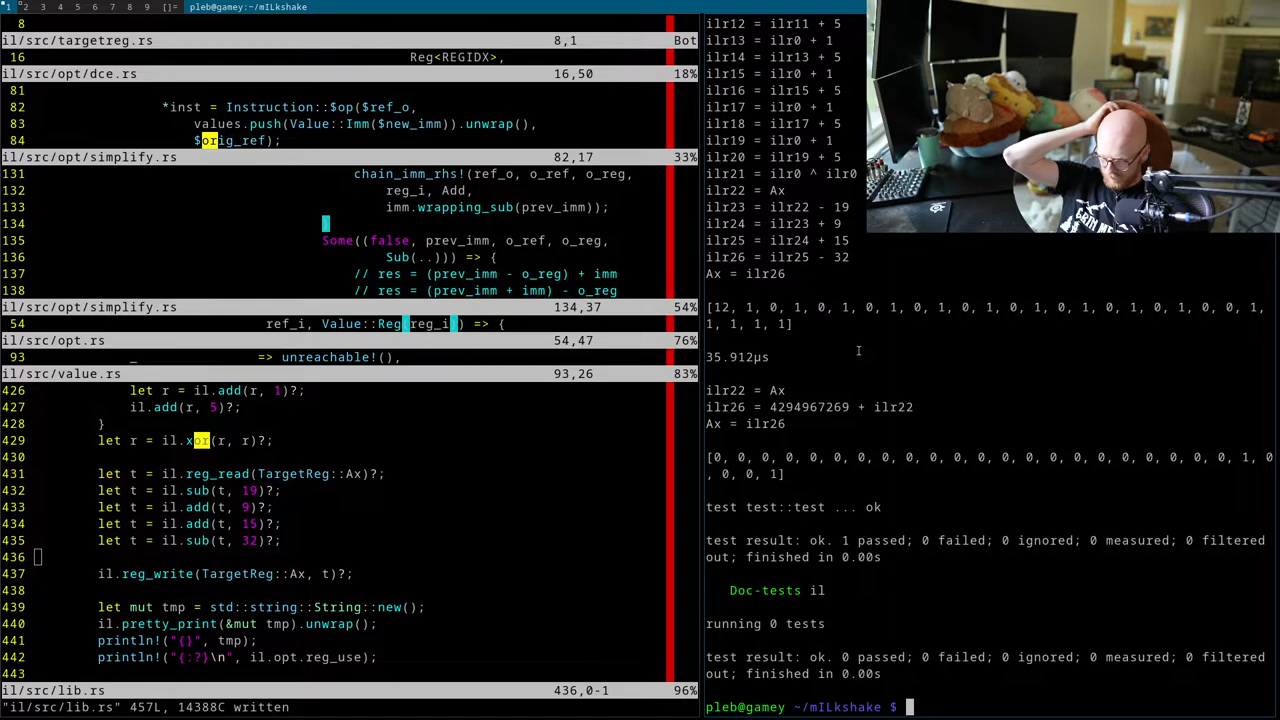 1 2 3 4 5 6 7 8 9 []= pleb@gamey:~/mILkshake
8
il/src/targetreg.rs 8,1 Bot
16 Reg<REGIDX>,
il/src/opt/dce.rs 16,50 18%
81
82 *inst = Instruction::$op($ref_o,
83 values.push(Value::Imm($new_imm)).unwrap(),
84 $orig_ref);
il/src/opt/simplify.rs 82,17 33%
131 chain_imm_rhs!(ref_o, o_ref, o_reg,
132 reg_i, Add,
133 imm.wrapping_sub(prev_imm));
134 }
135 Some((false, prev_imm, o_ref, o_reg,
136 Sub(..))) => {
137 // res = (prev_imm - o_reg) + imm
138 // res = (prev_imm + imm) - o_reg
il/src/opt/simplify.rs 134,37 54%
54 ref_i, Value::Reg(reg_i)) => {
il/src/opt.rs 54,47 76%
93 _ => unreachable!(),
il/src/value.rs 93,26 83%
426 let r = il.add(r, 1)?;
427 il.add(r, 5)?;
428 }
429 let r = il.xor(r, r)?;
430
431 let t = il.reg_read(TargetReg::Ax)?;
432 let t = il.sub(t, 19)?;
433 let t = il.add(t, 9)?;
434 let t = il.add(t, 15)?;
435 let t = il.sub(t, 32)?;
436
437 il.reg_write(TargetReg::Ax, t)?;
438
439 let mut tmp = std::string::String::new();
440 il.pretty_print(&mut tmp).unwrap();
441 println!("{}", tmp);
442 println!("{:?}\n", il.opt.reg_use);
443
il/src/lib.rs 436,0-1 96%
"il/src/lib.rs" 457L, 14388C written
ilr12 = ilr11 + 5
ilr13 = ilr0 + 1
ilr14 = ilr13 + 5
ilr15 = ilr0 + 1
ilr16 = ilr15 + 5
ilr17 = ilr0 + 1
ilr18 = ilr17 + 5
ilr19 = ilr0 + 1
ilr20 = ilr19 + 5
ilr21 = ilr0 ^ ilr0
ilr22 = Ax
ilr23 = ilr22 - 19
ilr24 = ilr23 + 9
ilr25 = ilr24 + 15
ilr26 = ilr25 - 32
Ax = ilr26
[12, 1, 0, 1, 0, 1, 0, 1, 0, 1, 0, 1, 0, 1, 0, 1, 0, 1, 0, 1, 0, 0, 1,
1, 1, 1, 1]
35.912µs
ilr22 = Ax
ilr26 = 4294967269 + ilr22
Ax = ilr26
[0, 0, 0, 0, 0, 0, 0, 0, 0, 0, 0, 0, 0, 0, 0, 0, 0, 0, 0, 0, 0, 0, 1, 0
, 0, 0, 1]
test test::test ... ok
test result: ok. 1 passed; 0 failed; 0 ignored; 0 measured; 0 filtered
out; finished in 0.00s
Doc-tests il
running 0 tests
test result: ok. 0 passed; 0 failed; 0 ignored; 0 measured; 0 filtered
out; finished in 0.00s
pleb@gamey ~/mILkshake $